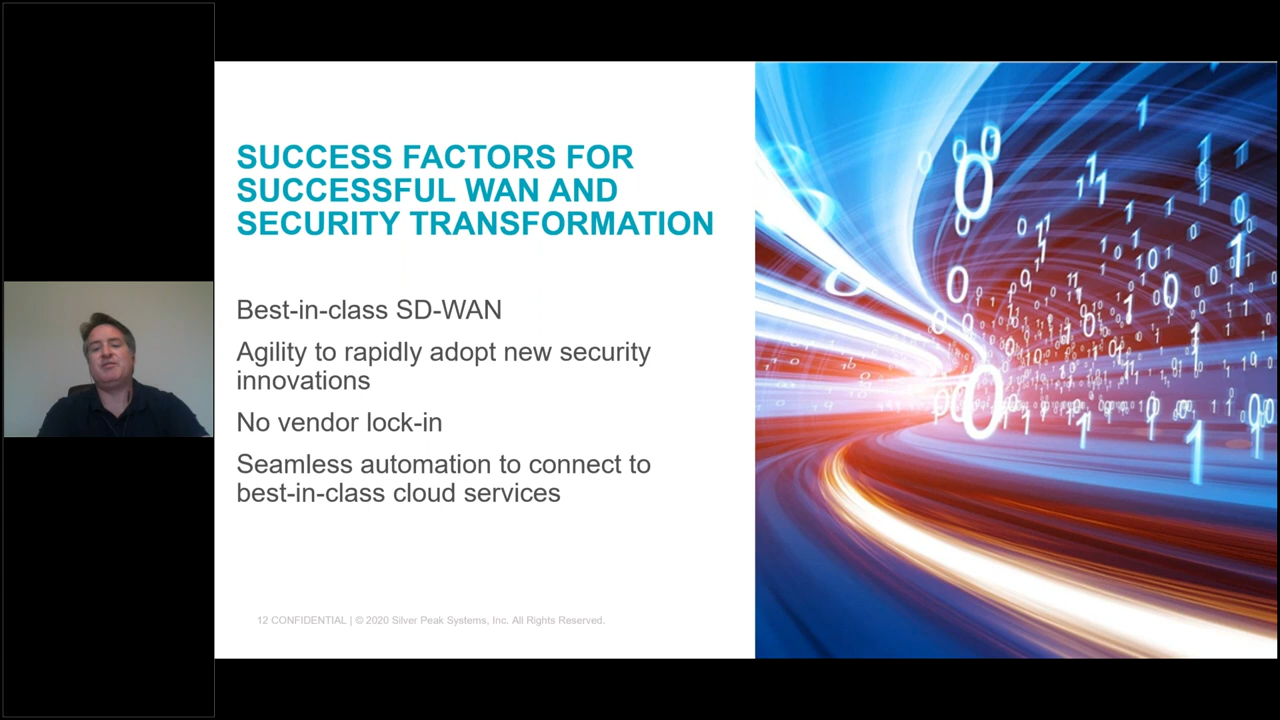 SUCCESS FACTORS FOR
SUCCESSFUL WAN AND
SECURITY TRANSFORMATION
Best-in-class SD-WAN
Agility to rapidly adopt new security
innovations
No vendor lock-in
Seamless automation to connect to
best-in-class cloud services
12 CONFIDENTIAL | © 2020 Silver Peak Systems, Inc. All Rights Reserved.